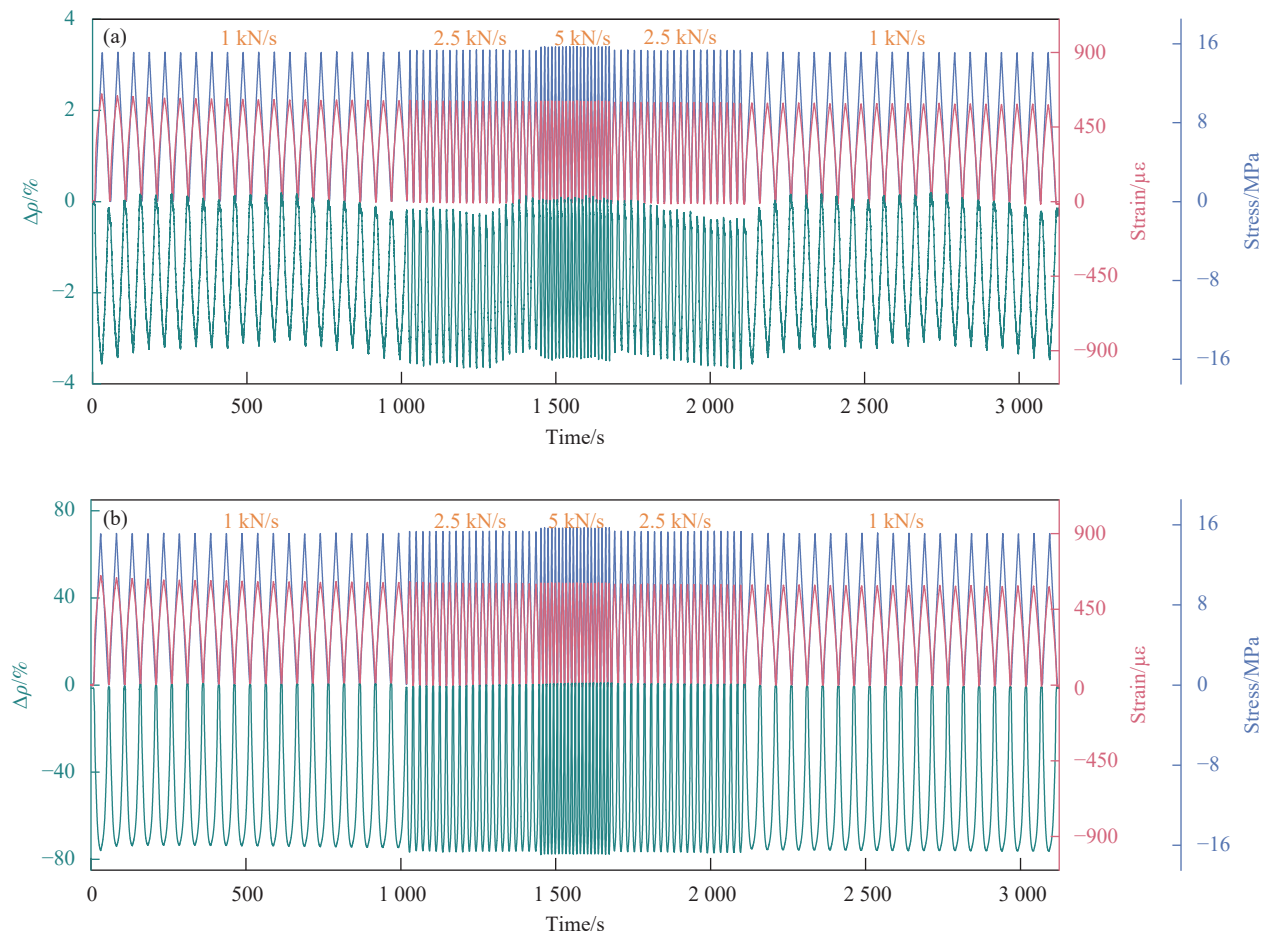 (a)
1 kN/s 2.5 kN/s 5 kN/s 2.5 kN/s 1 kN/s
4
2
0
−2
−4
Δρ/%
900
450
0
−450
−900
Strain/με
16
8
0
−8
−16
Stress/MPa
0 500 1 000 1 500 2 000 2 500 3 000
Time/s
(b)
1 kN/s 2.5 kN/s 5 kN/s 2.5 kN/s 1 kN/s
80
40
0
−40
−80
Δρ/%
900
450
0
−450
−900
Strain/με
16
8
0
−8
−16
Stress/MPa
0 500 1 000 1 500 2 000 2 500 3 000
Time/s